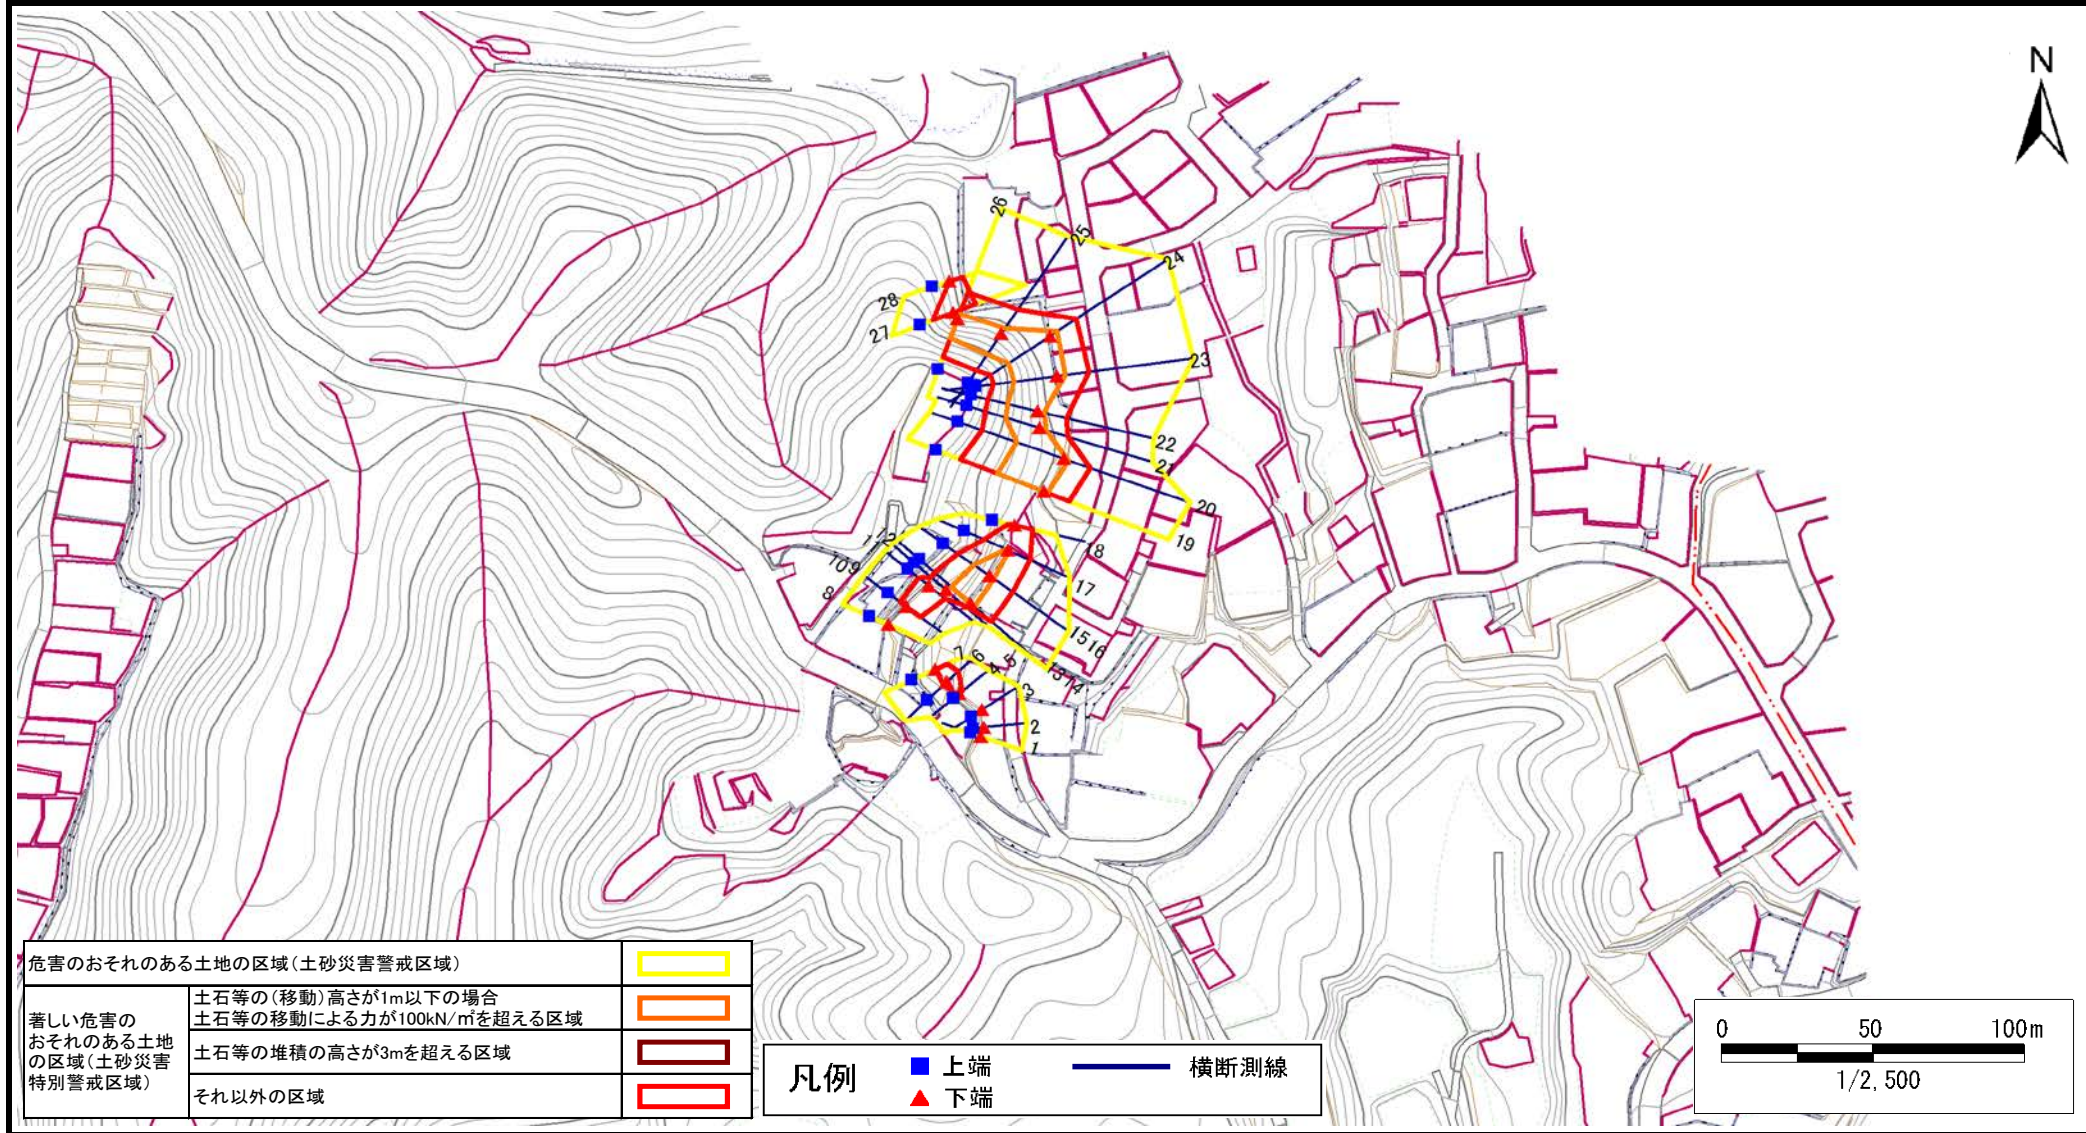 N
26
25
24
28
27
23
22
21
20
19
18
17
12
11
10
9
8
15
16
13
14
7
6
5
4
3
2
1
危害のおそれのある土地の区域(土砂災害警戒区域)
著しい危害の
おそれのある土地
の区域(土砂災害
特別警戒区域)
土石等の(移動)高さが1m以下の場合
土石等の移動による力が100kN/㎡を超える区域
土石等の堆積の高さが3mを超える区域
それ以外の区域
凡例
上端
下端
横断測線
0 50 100m
1/2,500